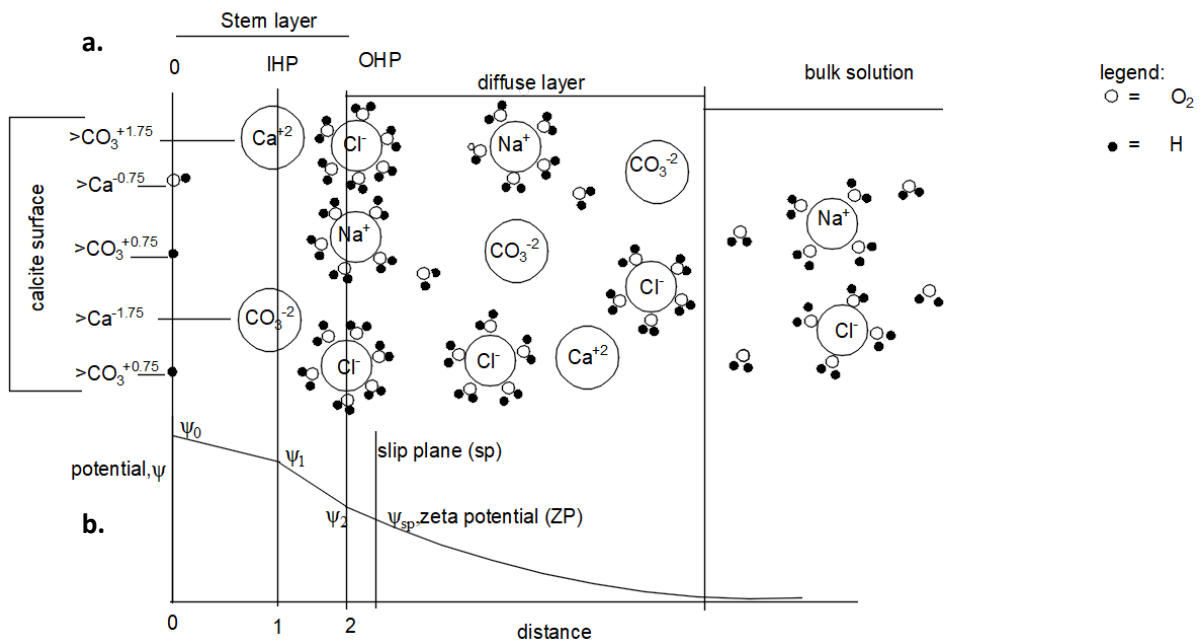 Stern layer
a.
0
IHP
OHP
diffuse layer
bulk solution
legend:
= O₂
= H
calcite surface
>CO₃⁺¹·⁷⁵
>Ca⁻⁰·⁷⁵
>CO₃⁺⁰·⁷⁵
>Ca⁻¹·⁷⁵
>CO₃⁺⁰·⁷⁵
Ca⁺²
Cl⁻
Na⁺
CO₃⁻²
Na⁺
CO₃⁻²
Na⁺
Cl⁻
CO₃⁻²
Cl⁻
Cl⁻
Ca⁺²
Cl⁻
ψ₀
potential,ψ
ψ₁
slip plane (sp)
ψ₂
ψsp,zeta potential (ZP)
b.
0
1
2
distance